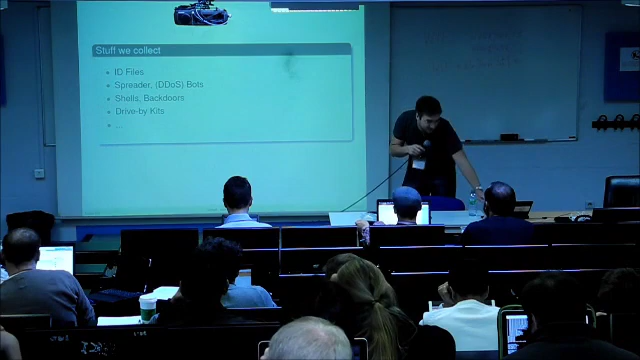 Stuff we collect
ID Files
Spreader, (DDoS) Bots
Shells, Backdoors
Drive-by Kits
...